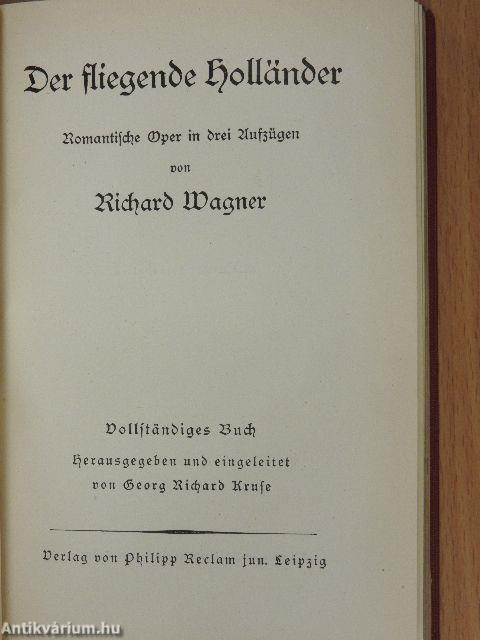 Der fliegende Holländer
Romantische Oper in drei Aufzügen
von
Richard Wagner
Vollständiges Buch
Herausgegeben und eingeleitet
von Georg Richard Kruse
Verlag von Philipp Reclam jun. Leipzig
Antikvárium.hu